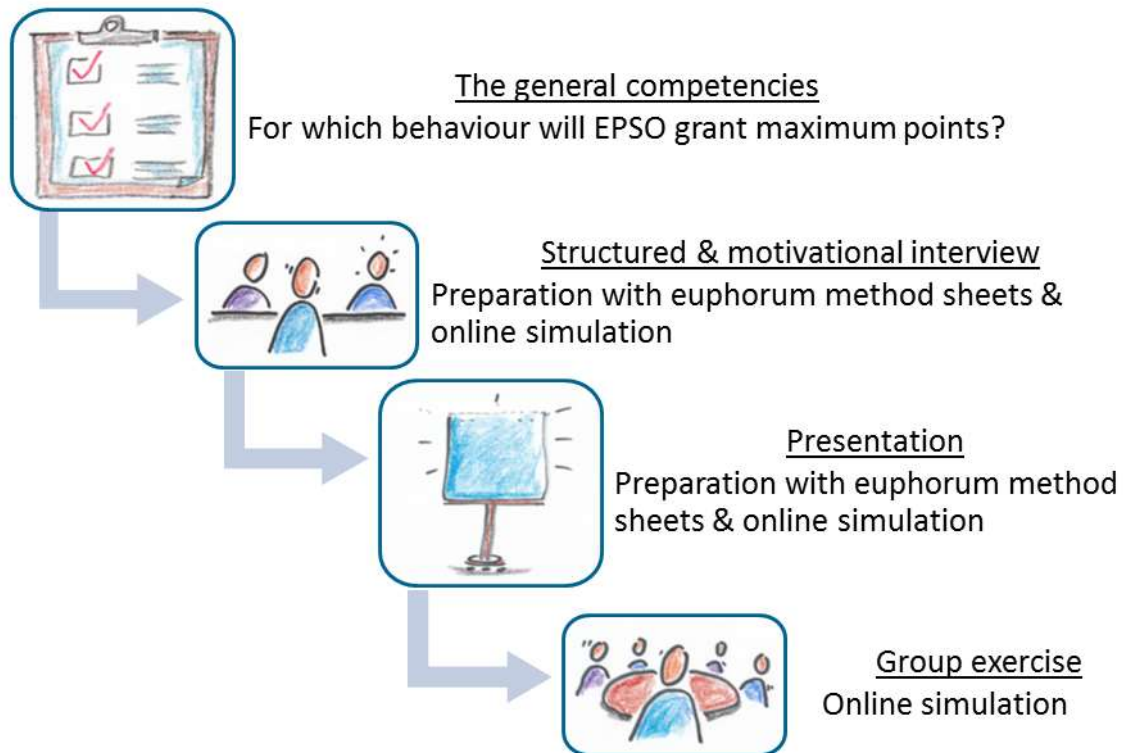 The general competencies
For which behaviour will EPSO grant maximum points?
Structured & motivational interview
Preparation with euphorum method sheets &
online simulation
Presentation
Preparation with euphorum method
sheets & online simulation
Group exercise
Online simulation